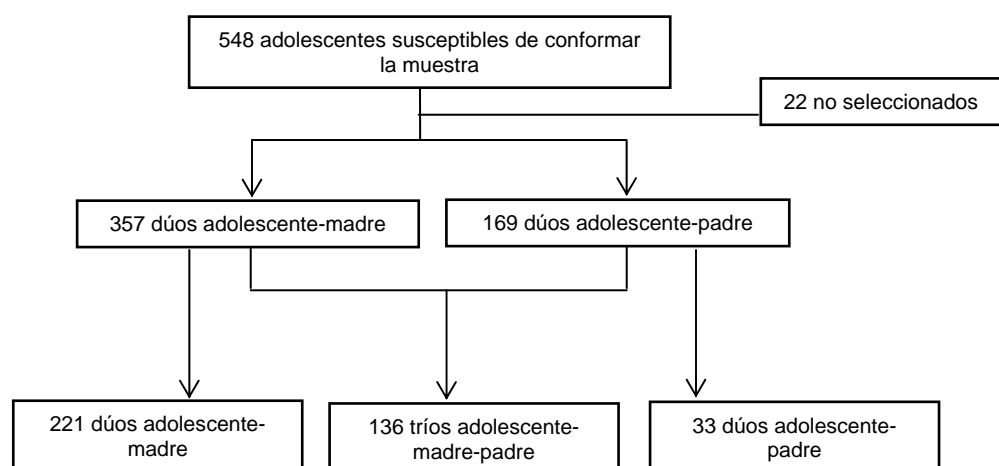 548 adolescentes susceptibles de conformar
la muestra
22 no seleccionados
357 dúos adolescente-madre
169 dúos adolescente-padre
221 dúos adolescente-
madre
136 tríos adolescente-
madre-padre
33 dúos adolescente-
padre